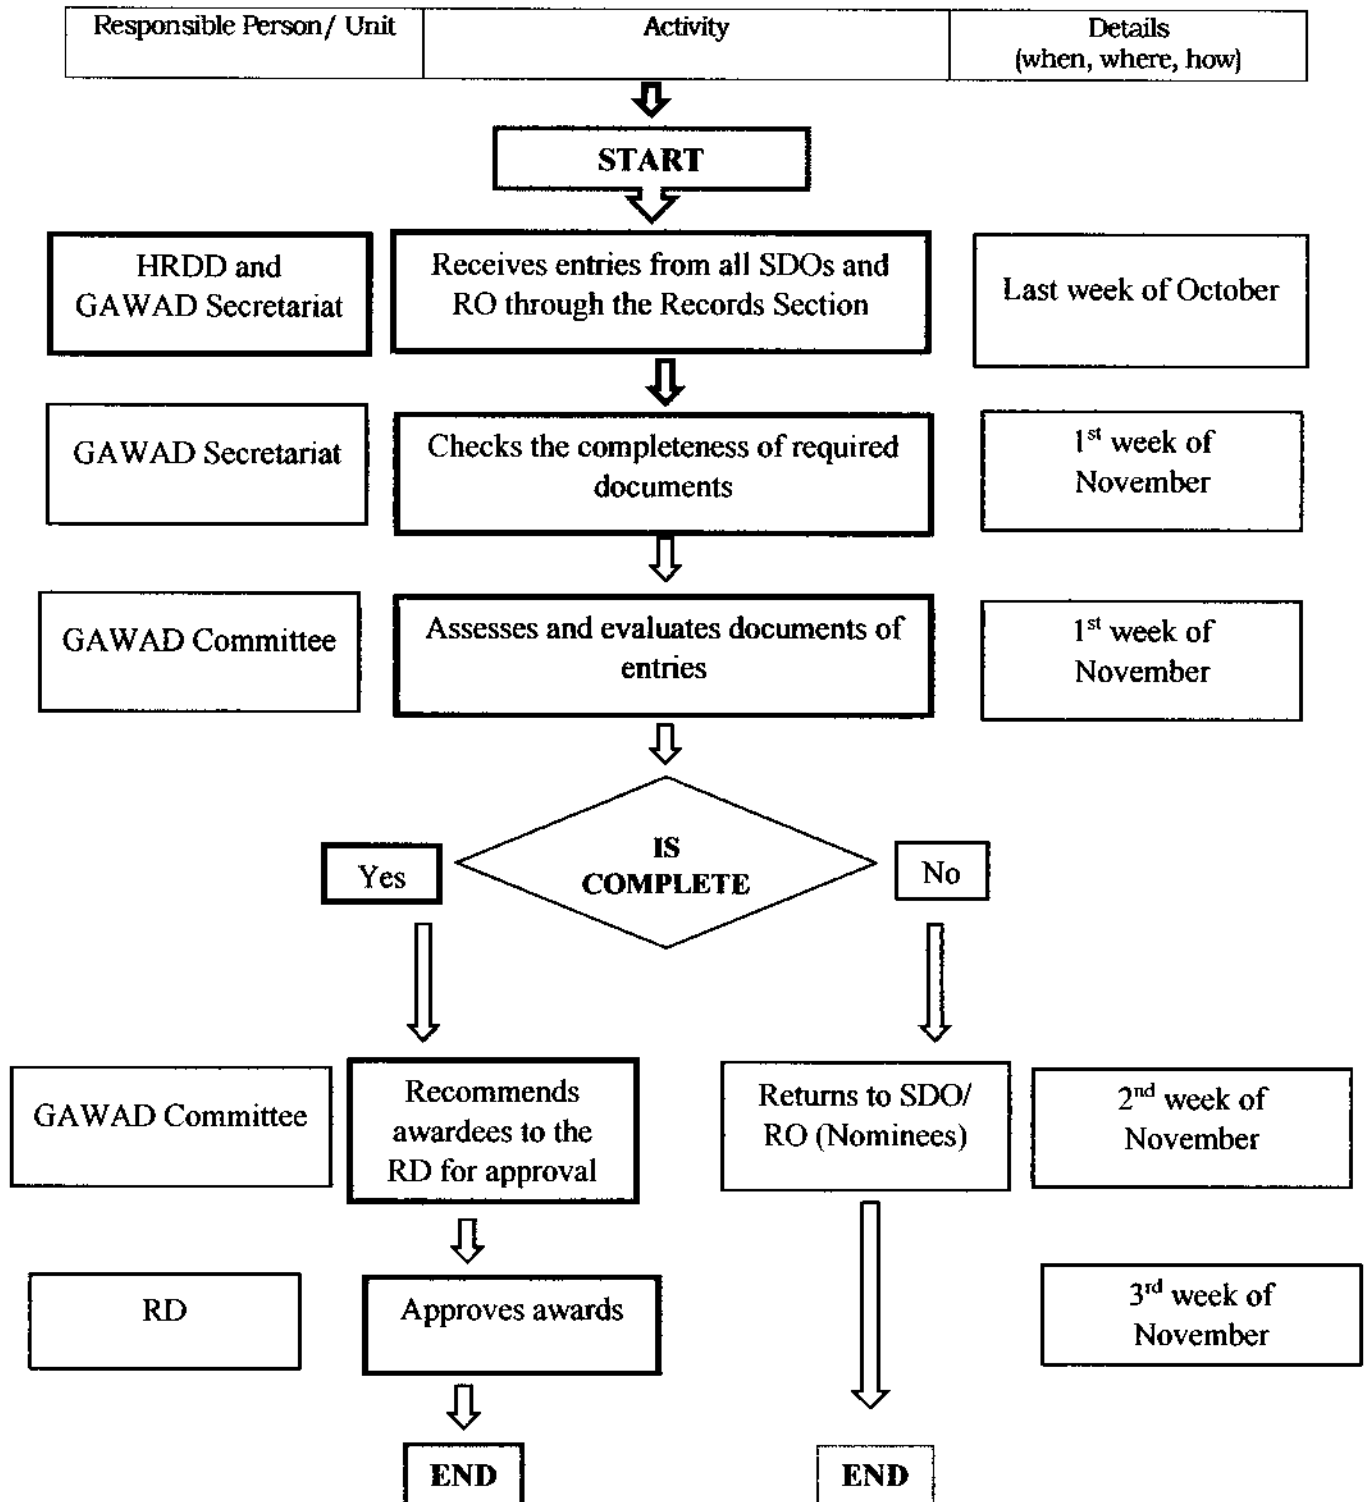 Responsible Person/ Unit
Activity
Details
(when, where, how)
START
HRDD and
GAWAD Secretariat
Receives entries from all SDOs and
RO through the Records Section
Last week of October
GAWAD Secretariat
Checks the completeness of required
documents
1st week of
November
GAWAD Committee
Assesses and evaluates documents of
entries
1st week of
November
IS
COMPLETE
Yes
No
GAWAD Committee
Recommends
awardees to the
RD for approval
Returns to SDO/
RO (Nominees)
2nd week of
November
RD
Approves awards
3rd week of
November
END
END